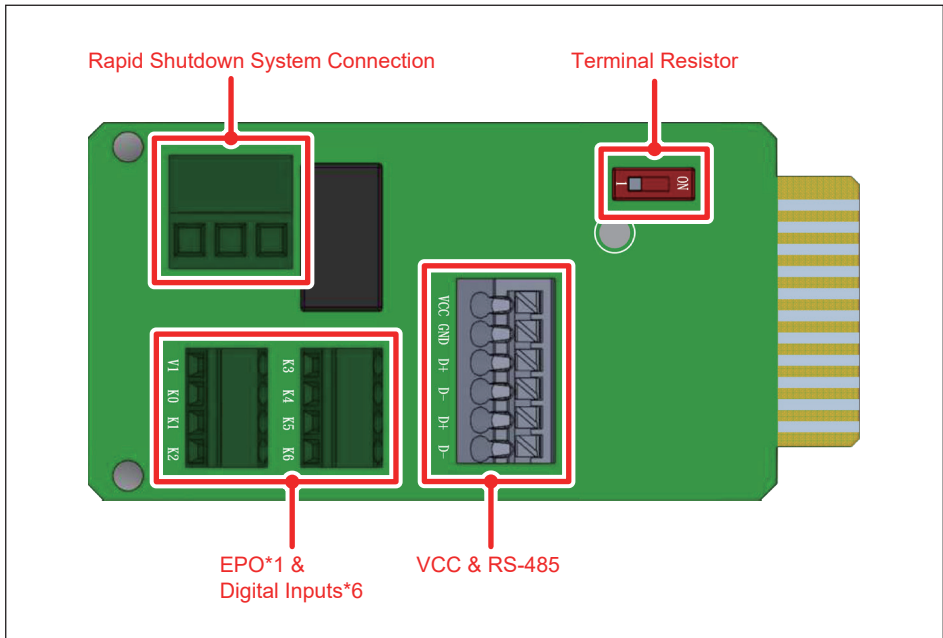 Rapid Shutdown System Connection
Terminal Resistor
1
ON
VCC
GND
D+
D-
D+
D-
V1
K0
K1
K2
K3
K4
K5
K6
EPO*1 &
Digital Inputs*6
VCC & RS-485